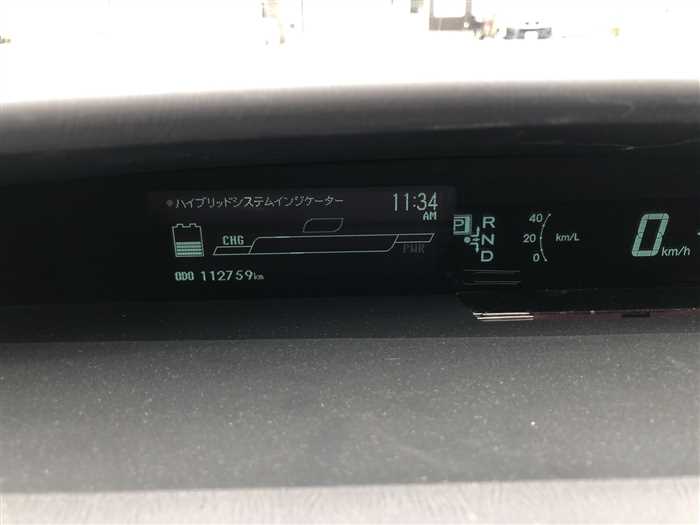 ハイブリッドシステムインジケーター 11:34
AM
CHG
PWR
ODO 112759km
P R
N
D
40
20
0
km/L
0 km/h